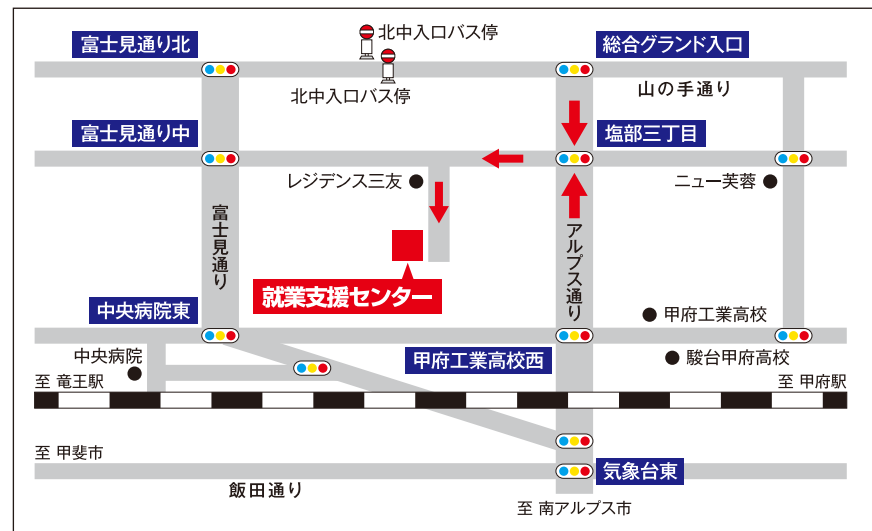 富士見通り北
北中入口バス停
総合グランド入口
北中入口バス停
山の手通り
富士見通り中
塩部三丁目
レジデンス三友
ニュー芙蓉
富士見通り
アルプス通り
就業支援センター
中央病院東
甲府工業高校
中央病院
甲府工業高校西
駿台甲府高校
至 竜王駅
至 甲府駅
至 甲斐市
飯田通り
気象台東
至 南アルプス市